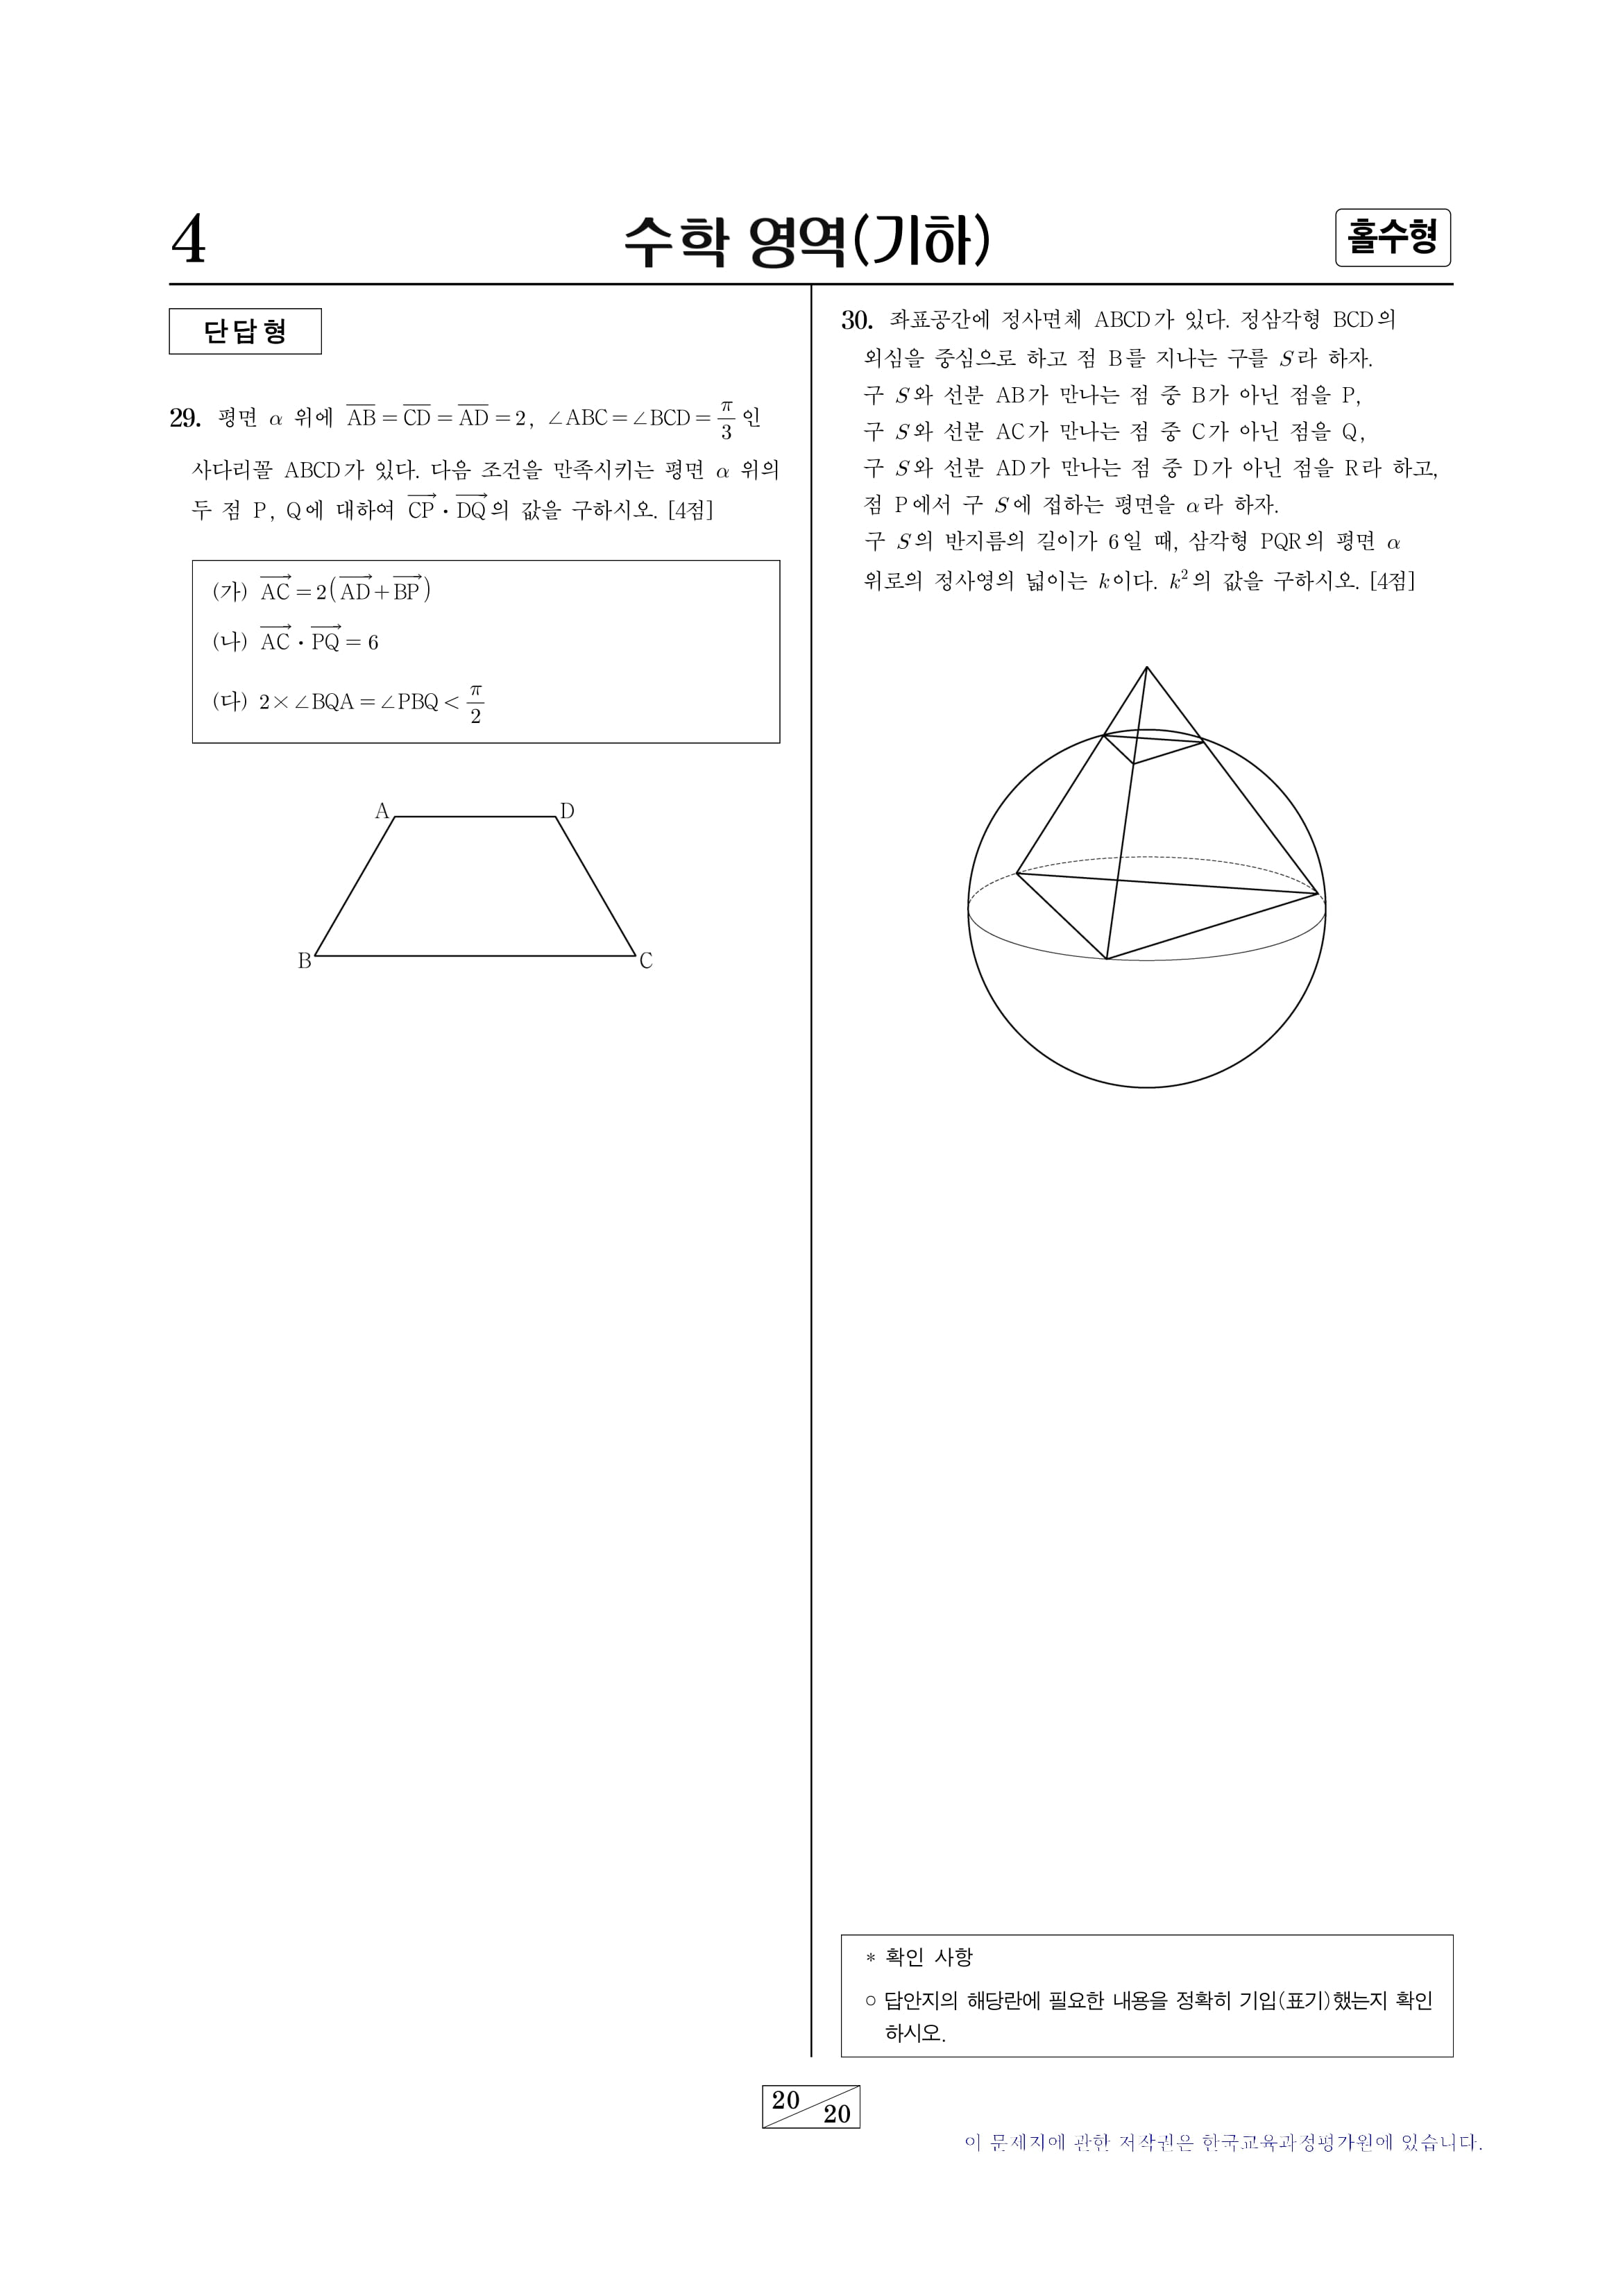 4
수학 영역(기하)
홀수형
단답형
29. 평면 α 위에 $\overline{AB}=\overline{CD}=\overline{AD}=2$, ∠ABC=∠BCD=$\frac{\pi}{3}$인
사다리꼴 ABCD가 있다. 다음 조건을 만족시키는 평면 α 위의
두 점 P, Q에 대하여 $\overrightarrow{CP}\cdot\overrightarrow{DQ}$의 값을 구하시오. [4점]
(가) $\overrightarrow{AC}=2(\overrightarrow{AD}+\overrightarrow{BP})$
(나) $\overrightarrow{AC}\cdot\overrightarrow{PQ}=6$
(다) 2×∠BQA=∠PBQ<$\frac{\pi}{2}$
A
D
B
C
30. 좌표공간에 정사면체 ABCD가 있다. 정삼각형 BCD의
외심을 중심으로 하고 점 B를 지나는 구를 S라 하자.
구 S와 선분 AB가 만나는 점 중 B가 아닌 점을 P,
구 S와 선분 AC가 만나는 점 중 C가 아닌 점을 Q,
구 S와 선분 AD가 만나는 점 중 D가 아닌 점을 R라 하고,
점 P에서 구 S에 접하는 평면을 α라 하자.
구 S의 반지름의 길이가 6일 때, 삼각형 PQR의 평면 α
위로의 정사영의 넓이는 k이다. k²의 값을 구하시오. [4점]
* 확인 사항
○ 답안지의 해당란에 필요한 내용을 정확히 기입(표기)했는지 확인
하시오.
20
20
이 문제지에 관한 저작권은 한국교육과정평가원에 있습니다.